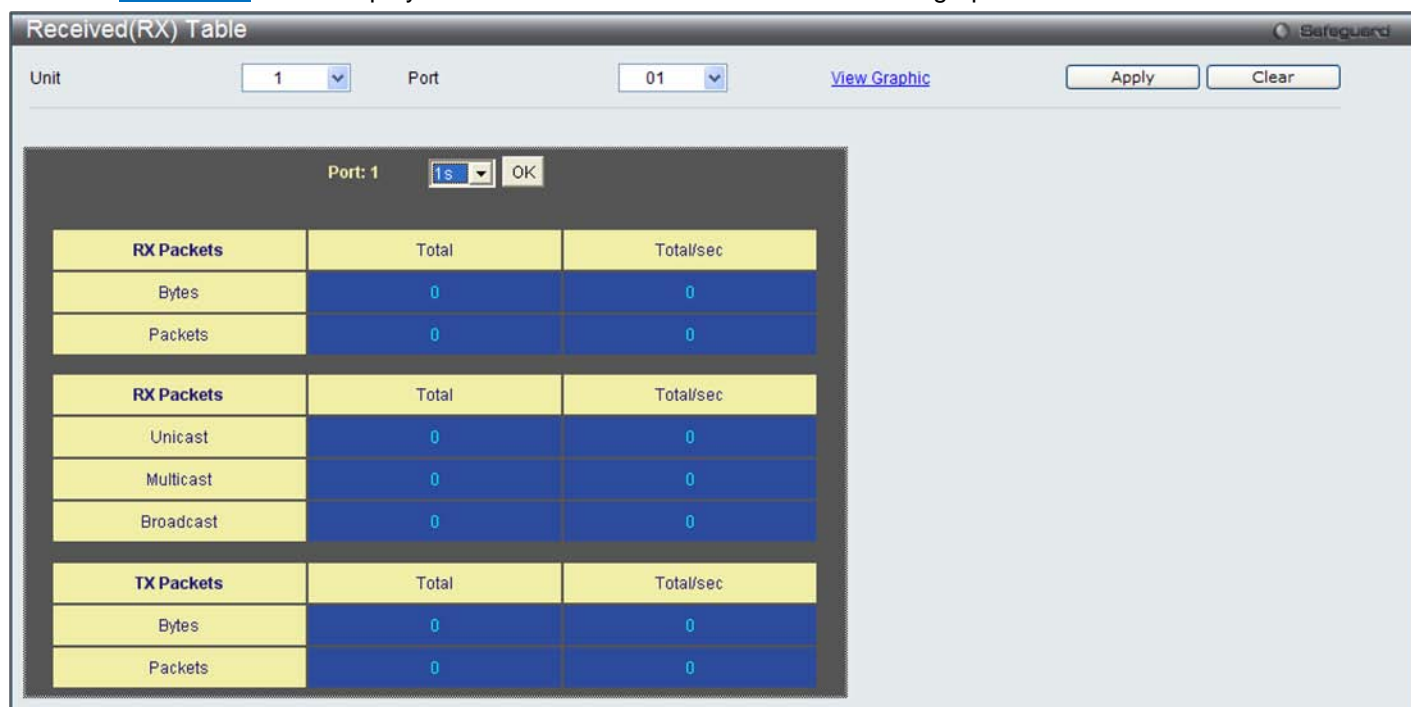 Received(RX) Table Safeguard
Unit 1 Port 01 View Graphic Apply Clear
Port: 1 1s OK
RX Packets Total Total/sec
Bytes 0 0
Packets 0 0
RX Packets Total Total/sec
Unicast 0 0
Multicast 0 0
Broadcast 0 0
TX Packets Total Total/sec
Bytes 0 0
Packets 0 0